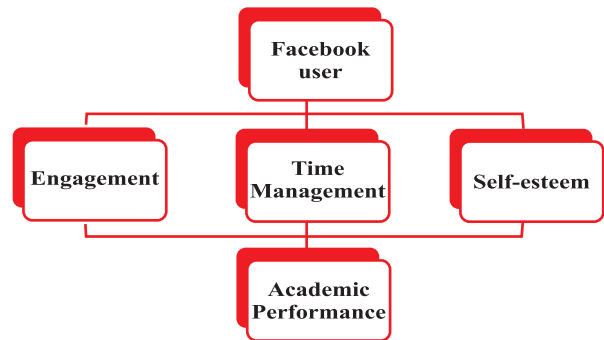 Facebook
user
Engagement
Time
Management
Self-esteem
Academic
Performance